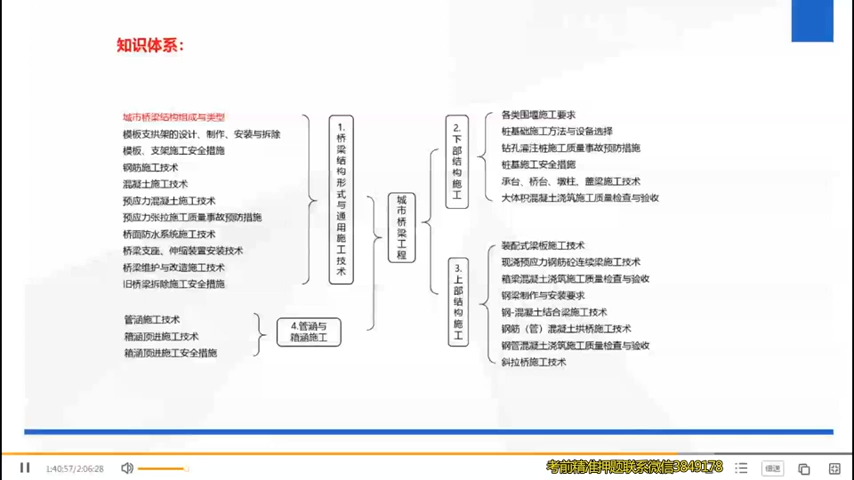 知识体系：
城市桥梁结构组成与类型
模板支拱架的设计、制作、安装与拆除
模板、支架施工安全措施
钢筋施工技术
混凝土施工技术
预应力混凝土施工技术
预应力张拉施工质量事故预防措施
桥面防水系统施工技术
桥梁支座、伸缩装置安装技术
桥梁维护与改造施工技术
旧桥梁拆除施工安全措施
1.桥梁结构形式与通用施工技术
管涵施工技术
箱涵顶进施工技术
箱涵顶进施工安全措施
4.管涵与
箱涵施工
城市桥梁工程
2.下部结构施工
各类围堰施工要求
桩基础施工方法与设备选择
钻孔灌注桩施工质量事故预防措施
桩基施工安全措施
承台、桥台、墩柱、盖梁施工技术
大体积混凝土浇筑施工质量检查与验收
3.上部结构施工
装配式梁板施工技术
现浇预应力钢筋砼连续梁施工技术
箱梁混凝土浇筑施工质量检查与验收
钢梁制作与安装要求
钢-混凝土结合梁施工技术
钢筋（管）混凝土拱桥施工技术
钢管混凝土浇筑施工质量检查与验收
斜拉桥施工技术
1:40:57/2:06:28
考前精准押题联系微信3849178
倍速